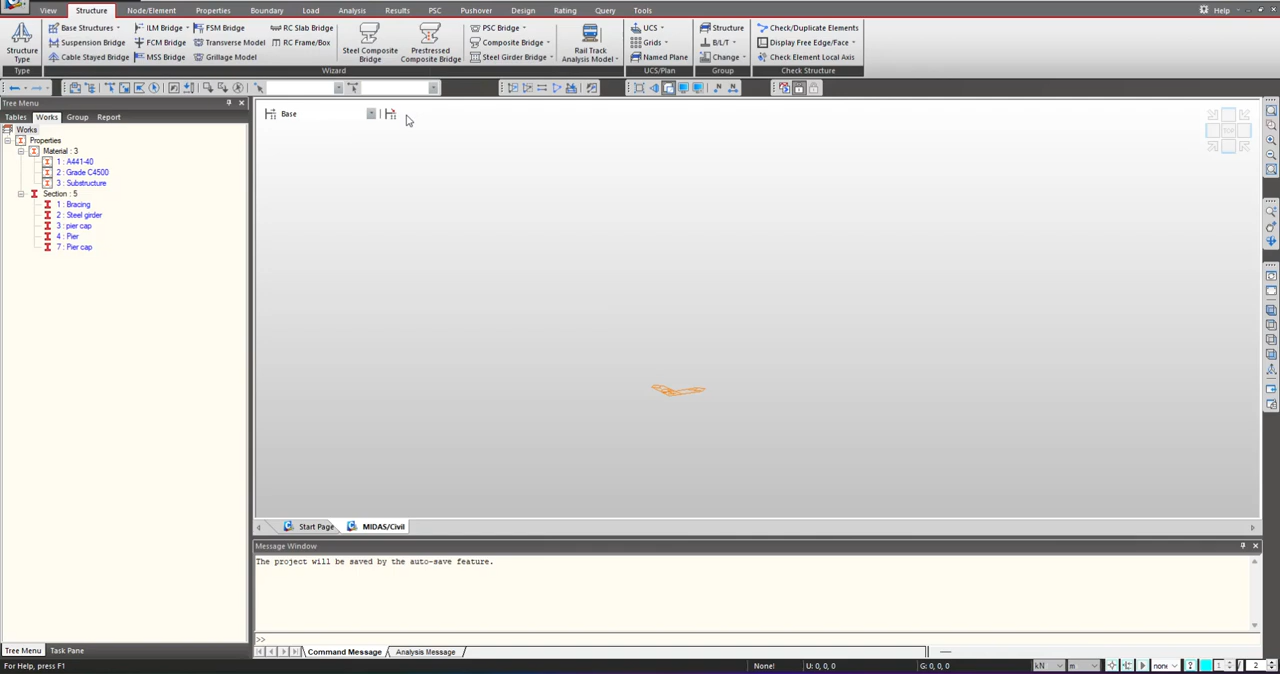 View Structure Node/Element Properties Boundary Load Analysis Results PSC Pushover Design Rating Query Tools Help
Structure Type
Type
Base Structures
Suspension Bridge
Cable Stayed Bridge
ILM Bridge
FCM Bridge
MSS Bridge
FSM Bridge
Transverse Model
Grillage Model
RC Slab Bridge
RC Frame/Box
Steel Composite Bridge
Prestressed Composite Bridge
PSC Bridge
Composite Bridge
Steel Girder Bridge
Rail Track Analysis Model
Wizard
UCS
Grids
Named Plane
UCS/Plan
Structure
B/L/T
Change
Group
Check/Duplicate Elements
Display Free Edge/Face
Check Element Local Axis
Check Structure
Tree Menu
Tables Works Group Report
Works
Properties
Material : 3
1 : A441-40
2 : Grade C4500
3 : Substructure
Section : 5
1 : Bracing
2 : Steel girder
3 : pier cap
4 : Pier
7 : Pier cap
Base
TOP
Start Page MIDAS/Civil
Message Window
The project will be saved by the auto-save feature.
>>
Command Message Analysis Message
Tree Menu Task Pane
For Help, press F1
None! U: 0, 0, 0 G: 0, 0, 0 kN m none 1 / 2